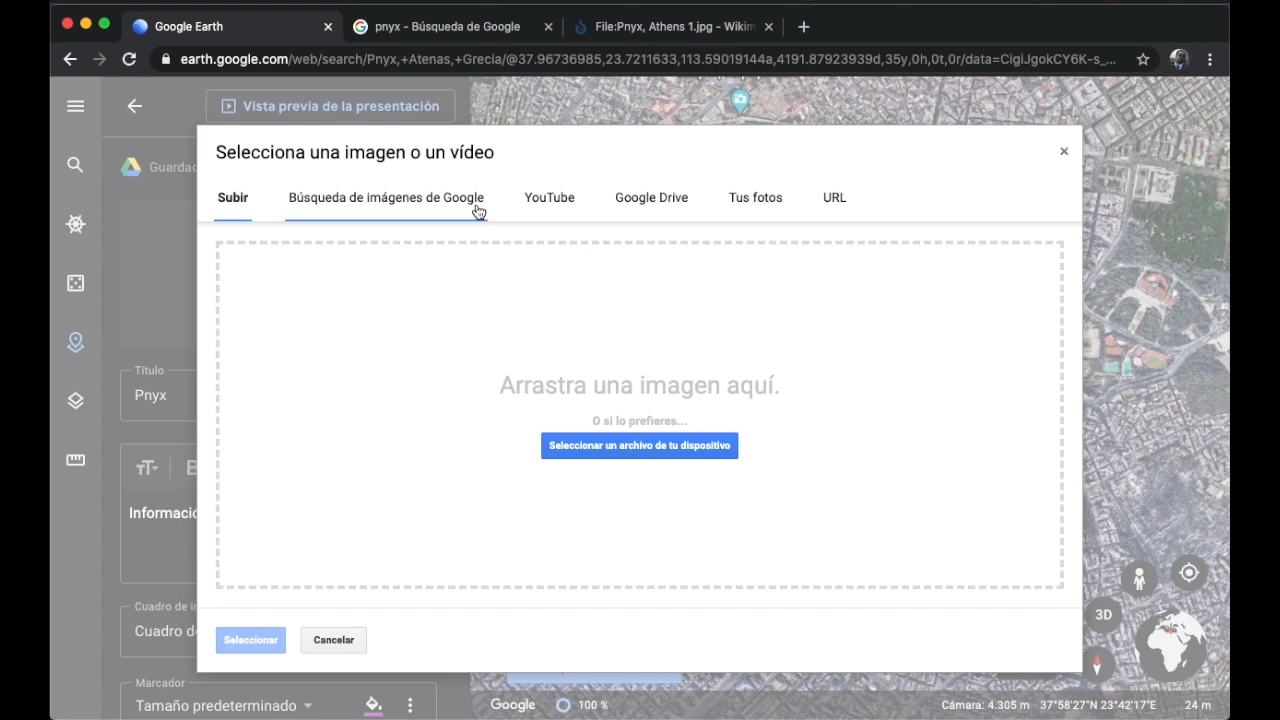 Google Earth
pnyx - Búsqueda de Google
File:Pnyx, Athens 1.jpg - Wikim
earth.google.com/web/search/Pnyx,+Atenas,+Grecia/@37.96736985,23.7211633,113.59019144a,4191.87923939d,35y,0h,0t,0r/data=CigiJgokCY6K-s_...
Vista previa de la presentación
Guardac
Selecciona una imagen o un vídeo
×
Subir
Búsqueda de imágenes de Google
YouTube
Google Drive
Tus fotos
URL
Arrastra una imagen aquí.
O si lo prefieres...
Seleccionar un archivo de tu dispositivo
Título
Pnyx
TT
B
Informació
Cuadro de in
Cuadro de
Seleccionar
Cancelar
Marcador
Tamaño predeterminado
3D
Google
100 %
Cámara: 4.305 m 37°58'27"N 23°42'17"E 24 m